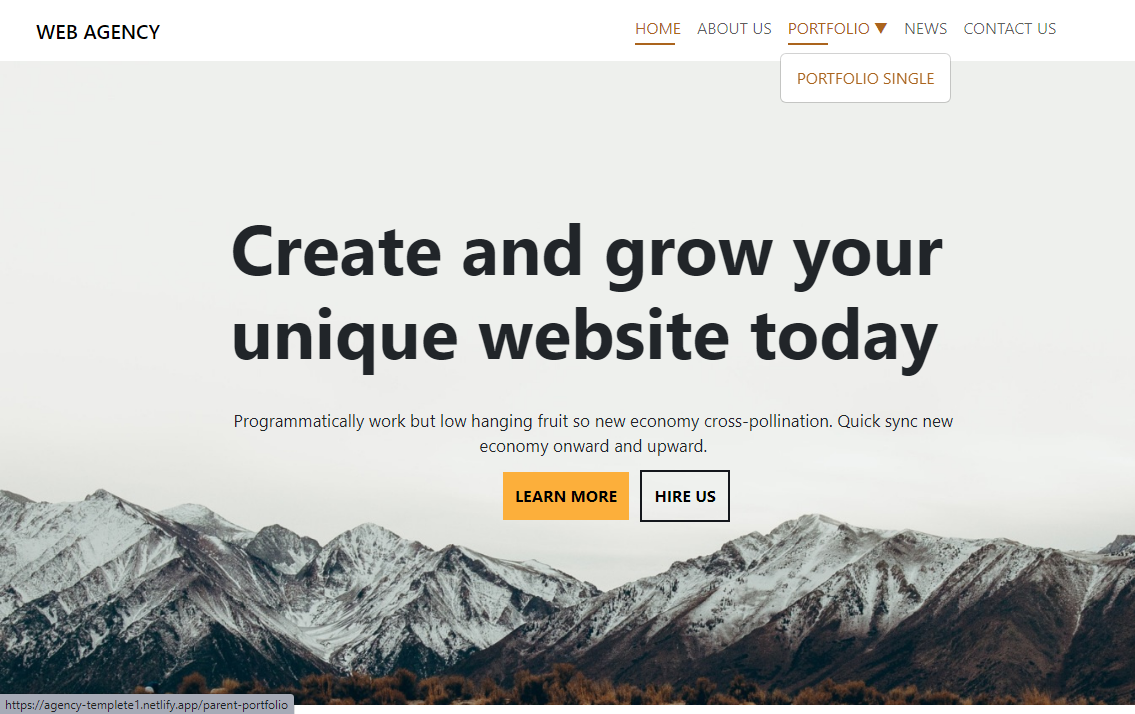 WEB AGENCY
HOME ABOUT US PORTFOLIO ▼ NEWS CONTACT US
PORTFOLIO SINGLE
Create and grow your
unique website today
Programmatically work but low hanging fruit so new economy cross-pollination. Quick sync new
economy onward and upward.
LEARN MORE HIRE US
https://agency-templete1.netlify.app/parent-portfolio